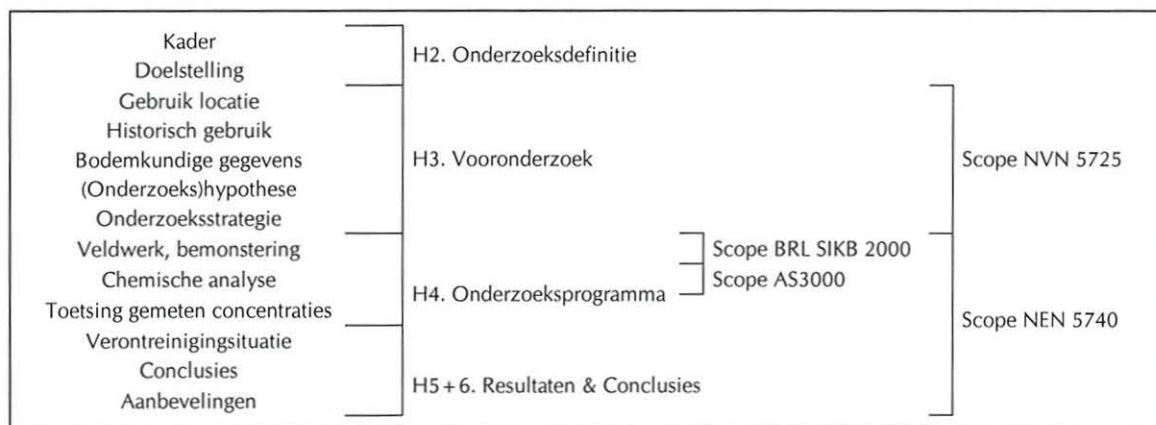 Kader
Doelstelling
Gebruik locatie
Historisch gebruik
Bodemkundige gegevens
(Onderzoeks)hypothese
Onderzoeksstrategie
Veldwerk, bemonstering
Chemische analyse
Toetsing gemeten concentraties
Verontreinigingsituatie
Conclusies
Aanbevelingen
H2. Onderzoeksdefinitie
H3. Vooronderzoek
H4. Onderzoeksprogramma
H5+6. Resultaten & Conclusies
Scope BRL SIKB 2000
Scope AS3000
Scope NVN 5725
Scope NEN 5740